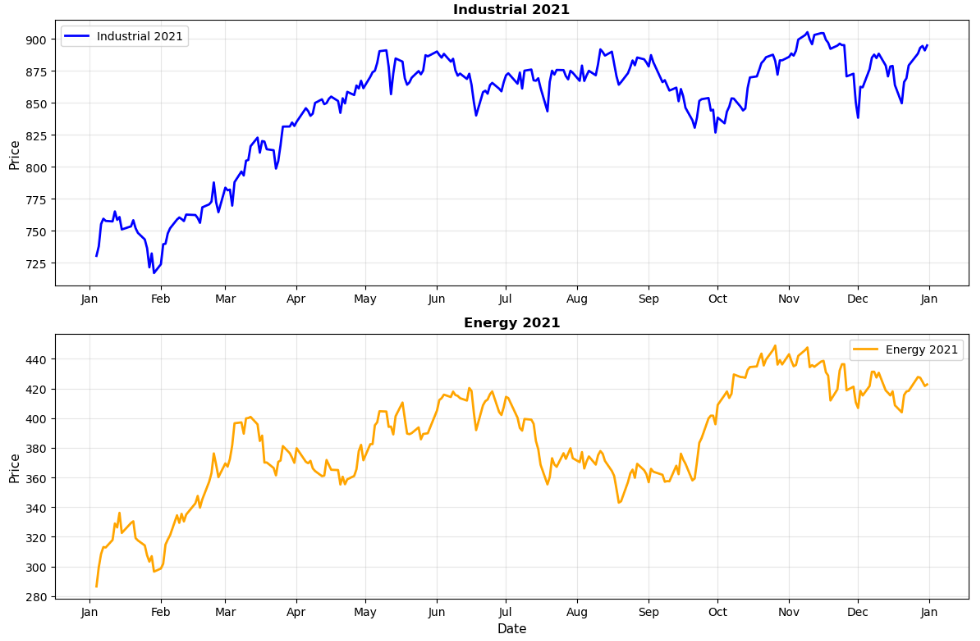 Industrial 2021
Industrial 2021
900
875
850
825
800
775
750
725
Price
Jan Feb Mar Apr May Jun Jul Aug Sep Oct Nov Dec Jan
Energy 2021
Energy 2021
440
420
400
380
360
340
320
300
280
Price
Jan Feb Mar Apr May Jun Jul Aug Sep Oct Nov Dec Jan
Date